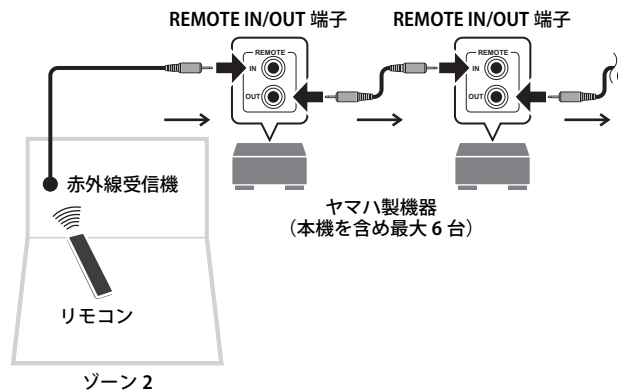 REMOTE IN/OUT 端子
REMOTE IN/OUT 端子
REMOTE
IN
OUT
REMOTE
IN
OUT
赤外線受信機
リモコン
ヤマハ製機器
（本機を含め最大 6 台）
ゾーン 2